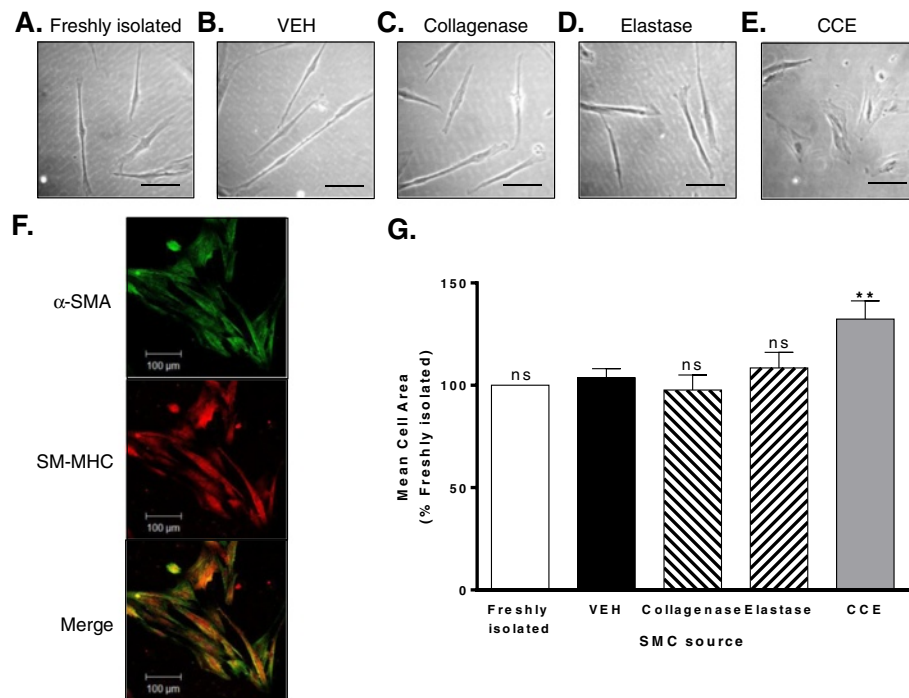 A. Freshly isolated
B. VEH
C. Collagenase
D. Elastase
E. CCE
F.
α-SMA
100 µm
SM-MHC
100 µm
Merge
100 µm
G.
Mean Cell Area
(% Freshly isolated)
150
100
50
0
ns
ns
ns
**
Freshly isolated
VEH
Collagenase
Elastase
CCE
SMC source